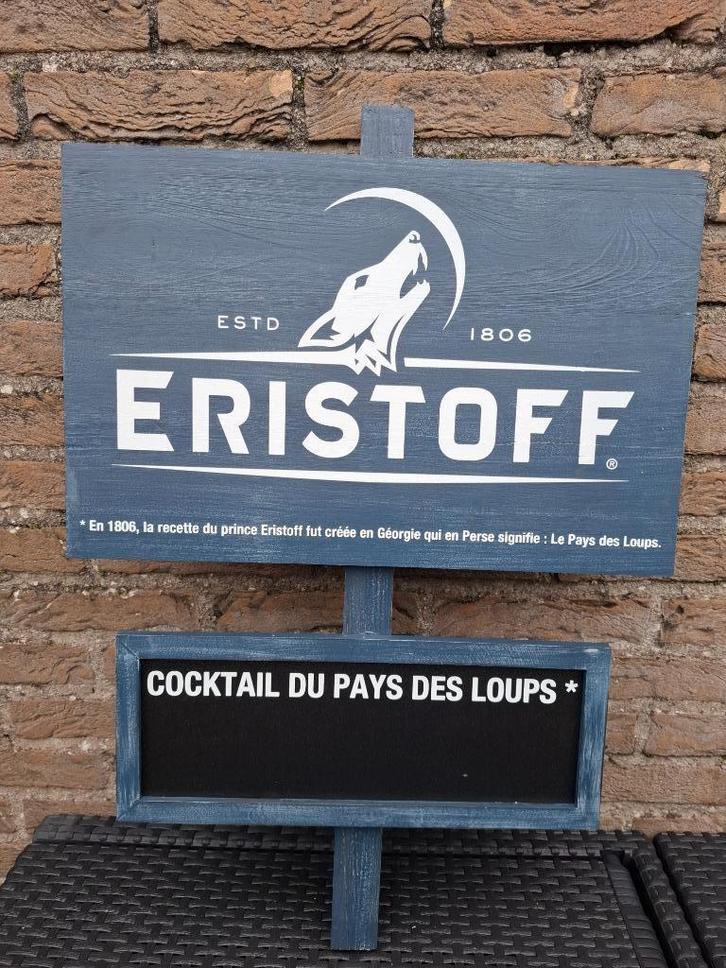 ESTD 1806
ERISTOFF®
* En 1806, la recette du prince Eristoff fut créée en Géorgie qui en Perse signifie : Le Pays des Loups.
COCKTAIL DU PAYS DES LOUPS *